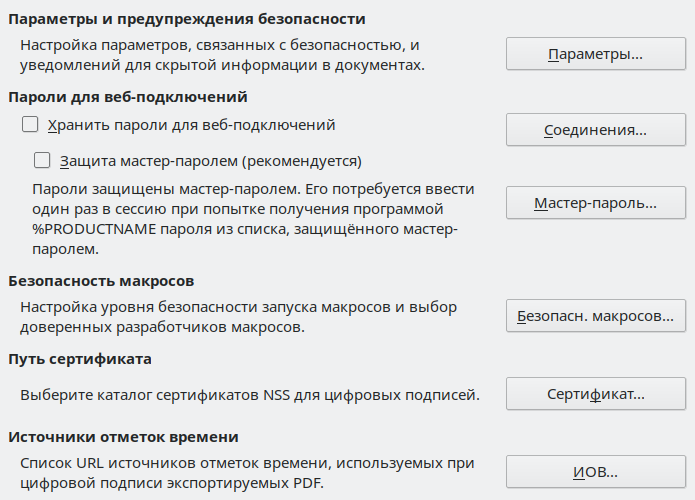 Параметры и предупреждения безопасности
Настройка параметров, связанных с безопасностью, и
уведомлений для скрытой информации в документах.
Параметры...
Пароли для веб-подключений
Хранить пароли для веб-подключений
Соединения...
Защита мастер-паролем (рекомендуется)
Пароли защищены мастер-паролем. Его потребуется ввести
один раз в сессию при попытке получения программой
%PRODUCTNAME пароля из списка, защищённого мастер-
паролем.
Мастер-пароль...
Безопасность макросов
Настройка уровня безопасности запуска макросов и выбор
доверенных разработчиков макросов.
Безопасн. макросов...
Путь сертификата
Выберите каталог сертификатов NSS для цифровых подписей.
Сертификат...
Источники отметок времени
Список URL источников отметок времени, используемых при
цифровой подписи экспортируемых PDF.
ИОВ...